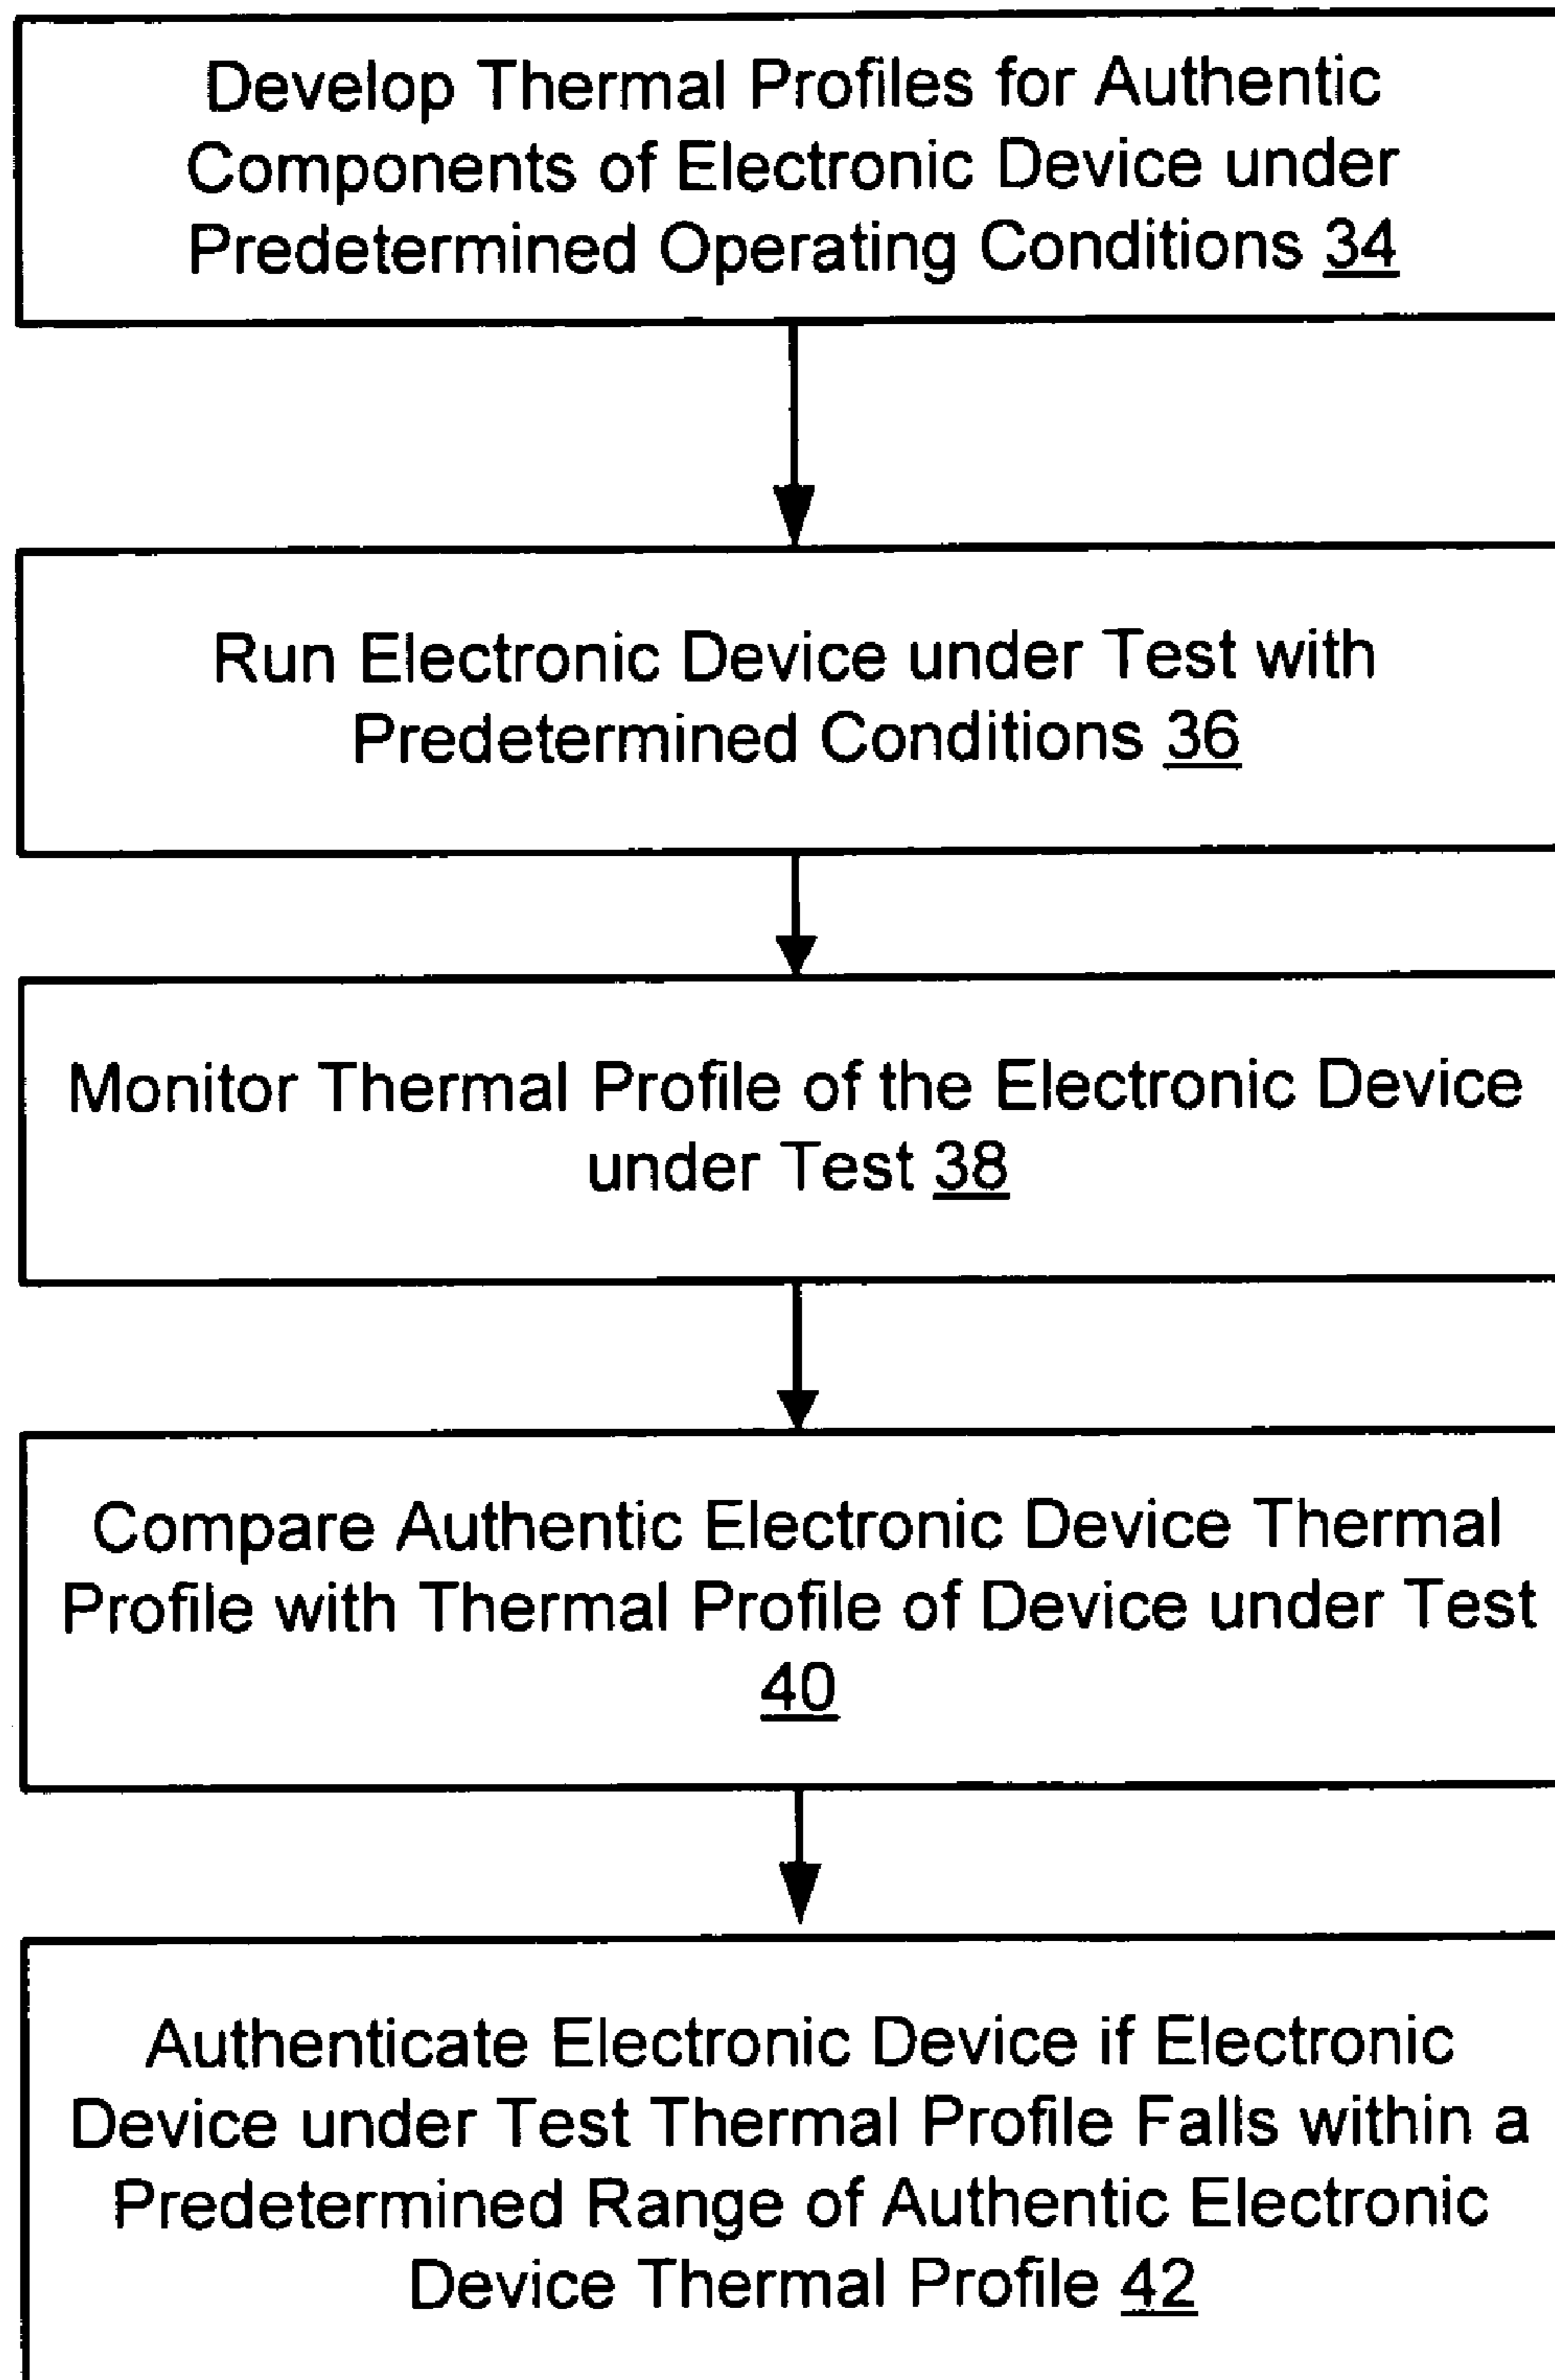 Develop Thermal Profiles for Authentic
Components of Electronic Device under
Predetermined Operating Conditions 34
Run Electronic Device under Test with
Predetermined Conditions 36
Monitor Thermal Profile of the Electronic Device
under Test 38
Compare Authentic Electronic Device Thermal
Profile with Thermal Profile of Device under Test
40
Authenticate Electronic Device if Electronic
Device under Test Thermal Profile Falls within a
Predetermined Range of Authentic Electronic
Device Thermal Profile 42